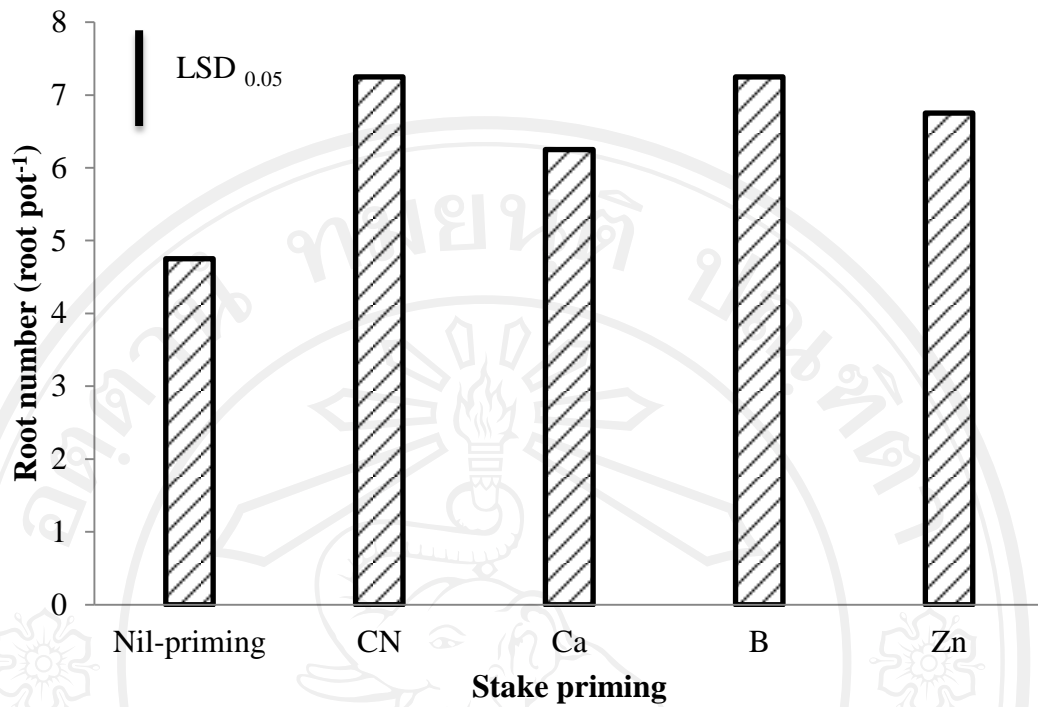 8
7
6
5
4
3
2
1
0
Root number (root pot-1)
LSD 0.05
Nil-priming CN Ca B Zn
Stake priming